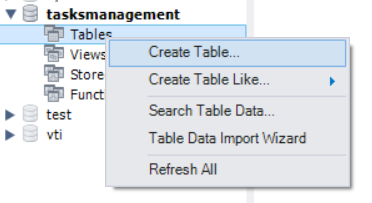 tasksmanagement
Tables
Views
Store
Funct
test
vti
Create Table...
Create Table Like...
Search Table Data...
Table Data Import Wizard
Refresh All